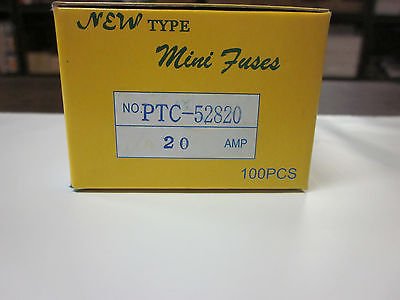 NEW TYPE
Mini Fuses
NO. PTC-52820
20 AMP
100PCS